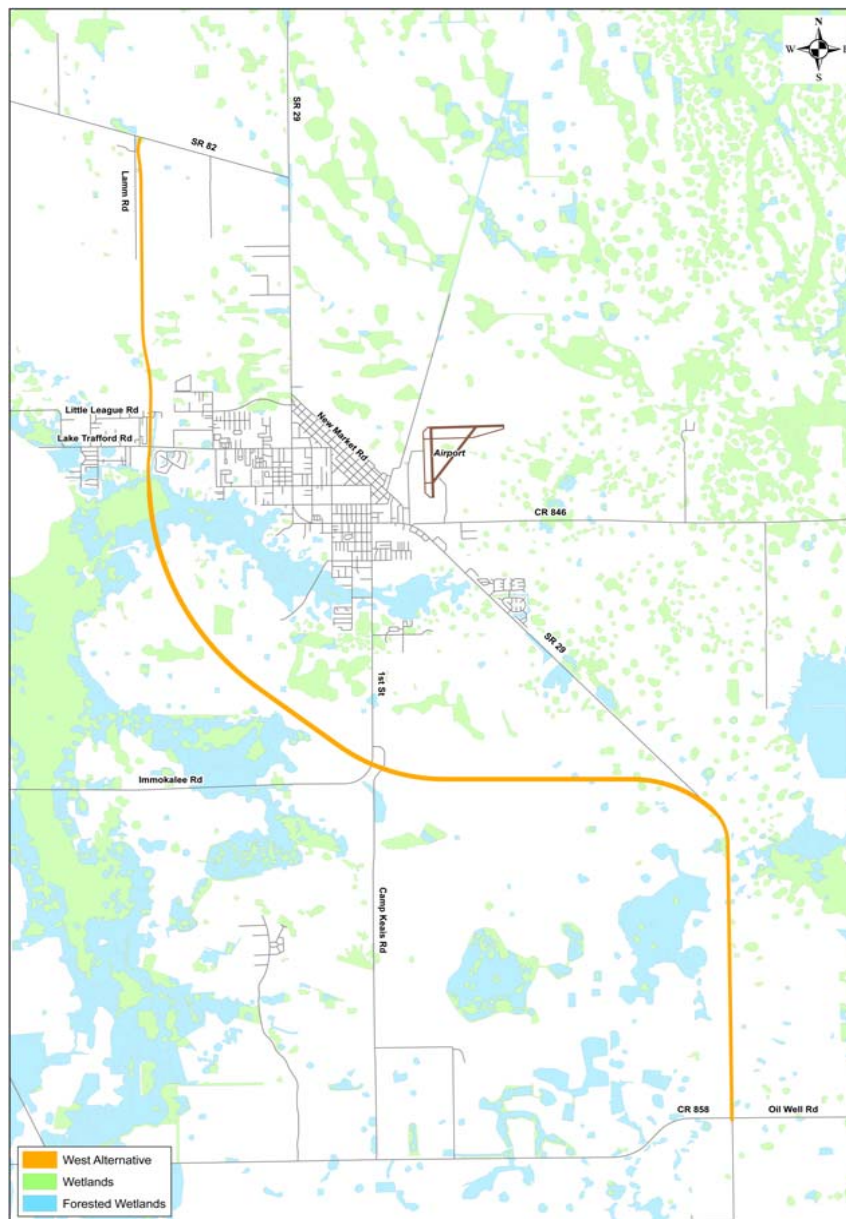 N
W E
S
SR 29
SR 82
Lamm Rd
Little League Rd
New Market Rd
Lake Trafford Rd
Airport
CR 846
SR 29
1st St
Immokalee Rd
Camp Keais Rd
CR 858
Oil Well Rd
West Alternative
Wetlands
Forested Wetlands